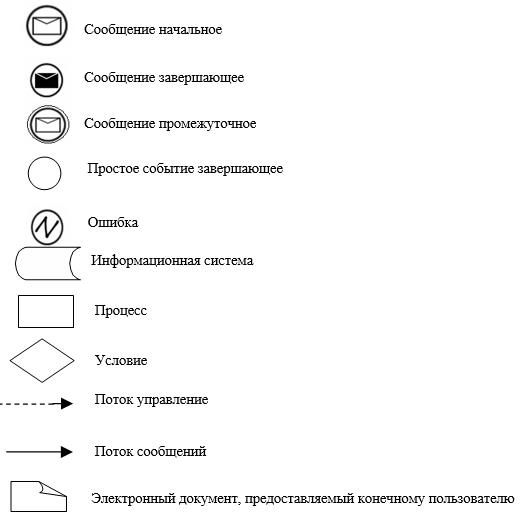 Сообщение начальное
Сообщение завершающее
Сообщение промежуточное
Простое событие завершающее
Ошибка
Информационная система
Процесс
Условие
Поток управление
Поток сообщений
Электронный документ, предоставляемый конечному пользователю